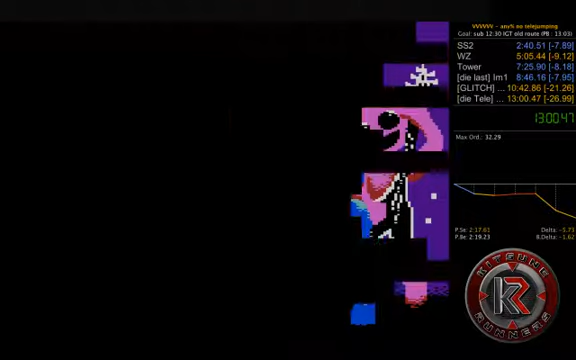 VVVVVV - any% no telejumping
Goal: sub 12:30 IGT old route (PB: 13:03)
SS2 2:40.51 [-7.89]
WZ 5:05.44 [-9.12]
Tower 7:25.90 [-8.18]
[die last] Im1 8:46.16 [-7.95]
[GLITCH] ... 10:42.86 [-21.26]
[die Tele] ... 13:00.47 [-26.99]
13:00.47
Max Ord.: 32.29
P.Se: 2:17.61 Delta: -5.73
P.Be: 2:19.23 R.Delta: -1.62
KITSUNE
KR
RUNNERS